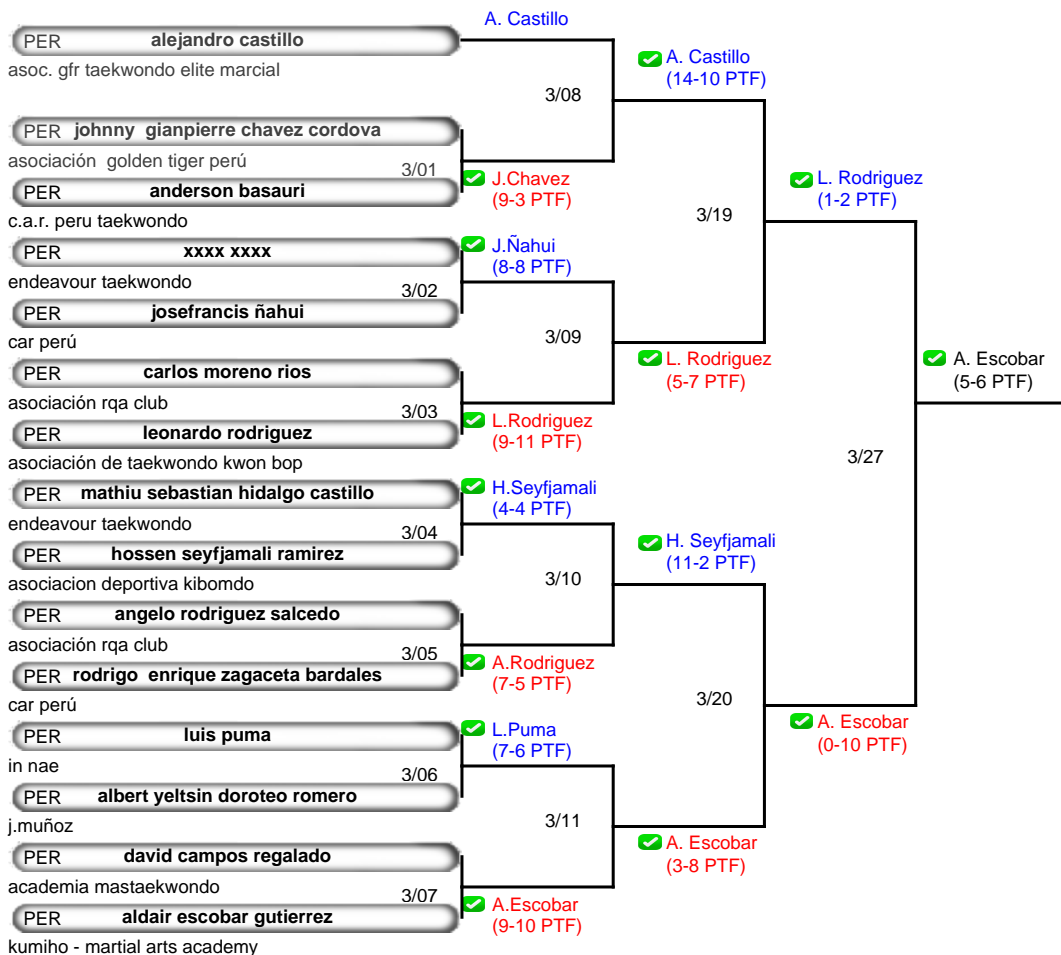 A. Castillo
PER alejandro castillo
asoc. gfr taekwondo elite marcial
A. Castillo
(14-10 PTF)
3/08
PER johnny  gianpierre chavez cordova
asociación  golden tiger perú
3/01
PER anderson basauri
c.a.r. peru taekwondo
J.Chavez
(9-3 PTF)
L. Rodriguez
(1-2 PTF)
3/19
PER xxxx xxxx
endeavour taekwondo
J.Ñahui
(8-8 PTF)
3/02
PER josefrancis ñahui
car perú
3/09
L. Rodriguez
(5-7 PTF)
A. Escobar
(5-6 PTF)
PER carlos moreno rios
asociación rqa club
3/03
PER leonardo rodriguez
asociación de taekwondo kwon bop
L.Rodriguez
(9-11 PTF)
3/27
PER mathiu sebastian hidalgo castillo
endeavour taekwondo
H.Seyfjamali
(4-4 PTF)
3/04
PER hossen seyfjamali ramirez
asociacion deportiva kibomdo
H. Seyfjamali
(11-2 PTF)
3/10
PER angelo rodriguez salcedo
asociación rqa club
3/05
PER rodrigo  enrique zagaceta bardales
car perú
A.Rodriguez
(7-5 PTF)
3/20
A. Escobar
(0-10 PTF)
PER luis puma
in nae
L.Puma
(7-6 PTF)
3/06
PER albert yeltsin doroteo romero
j.muñoz
3/11
A. Escobar
(3-8 PTF)
PER david campos regalado
academia mastaekwondo
3/07
PER aldair escobar gutierrez
kumiho - martial arts academy
A.Escobar
(9-10 PTF)